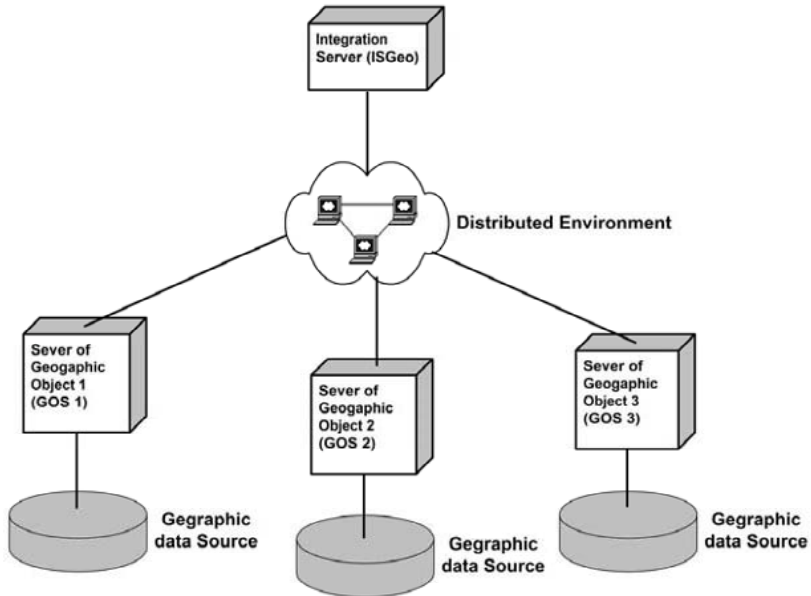 Integration
Server (ISGeo)
Distributed Environment
Sever of
Geogaphic
Object 1
(GOS 1)
Sever of
Geogaphic
Object 2
(GOS 2)
Sever of
Geogaphic
Object 3
(GOS 3)
Gegraphic
data Source
Gegraphic
data Source
Gegraphic
data Source